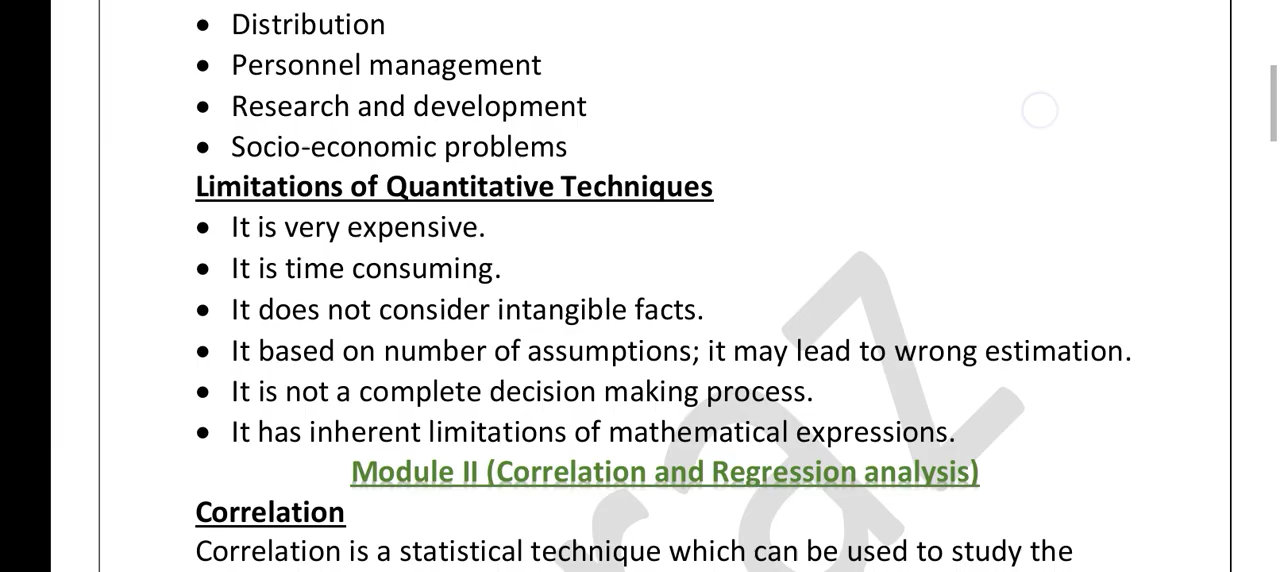 • Distribution
• Personnel management
• Research and development
• Socio-economic problems
Limitations of Quantitative Techniques
• It is very expensive.
• It is time consuming.
• It does not consider intangible facts.
• It based on number of assumptions; it may lead to wrong estimation.
• It is not a complete decision making process.
• It has inherent limitations of mathematical expressions.
Module II (Correlation and Regression analysis)
Correlation
Correlation is a statistical technique which can be used to study the